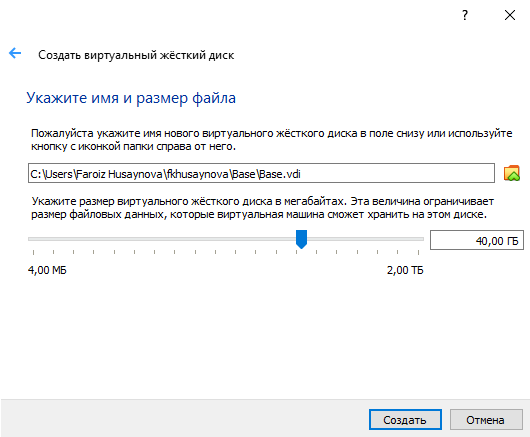 ?
Создать виртуальный жёсткий диск
Укажите имя и размер файла
Пожалуйста укажите имя нового виртуального жёсткого диска в поле снизу или используйте
кнопку с иконкой папки справа от него.
C:\Users\Faroiz Husaynova\fkhusaynova\Base\Base.vdi
Укажите размер виртуального жёсткого диска в мегабайтах. Эта величина ограничивает
размер файловых данных, которые виртуальная машина сможет хранить на этом диске.
40,00 ГБ
4,00 МБ 2,00 ТБ
Создать Отмена